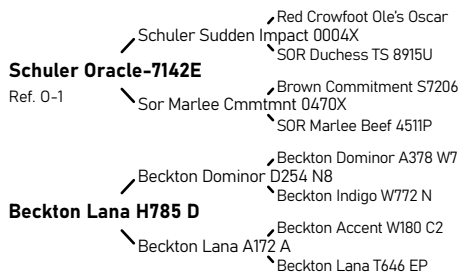 Red Crowfoot Ole's Oscar
Schuler Sudden Impact 0004X
SOR Duchess TS 8915U
Schuler Oracle-7142E
Ref. O-1
Brown Commitment S7206
Sor Marlee Cmmtmnt 0470X
SOR Marlee Beef 4511P
Beckton Dominor A378 W7
Beckton Dominor D254 N8
Beckton Indigo W772 N
Beckton Lana H785 D
Beckton Accent W180 C2
Beckton Lana A172 A
Beckton Lana T646 EP